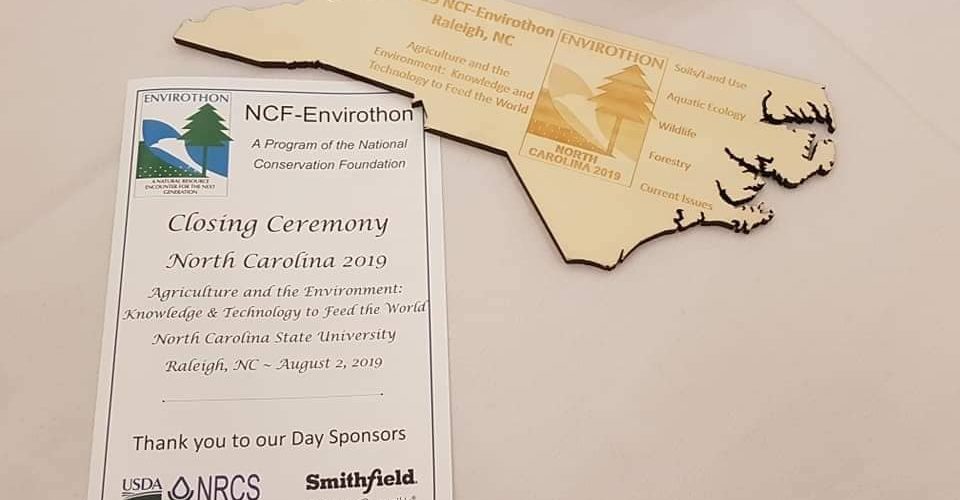 NCF-Envirothon
Raleigh, NC
Agriculture and the
Environment: Knowledge and
Technology to Feed the World
ENVIROTHON
NORTH
CAROLINA 2019
Soils/Land Use
Aquatic Ecology
Wildlife
Forestry
Current Issues
ENVIROTHON
A NATURAL RESOURCE
ENCOUNTER FOR THE NEXT
GENERATION
NCF-Envirothon
A Program of the National
Conservation Foundation
Closing Ceremony
North Carolina 2019
Agriculture and the Environment:
Knowledge & Technology to Feed the World
North Carolina State University
Raleigh, NC ~ August 2, 2019
Thank you to our Day Sponsors
USDA NRCS
Smithfield